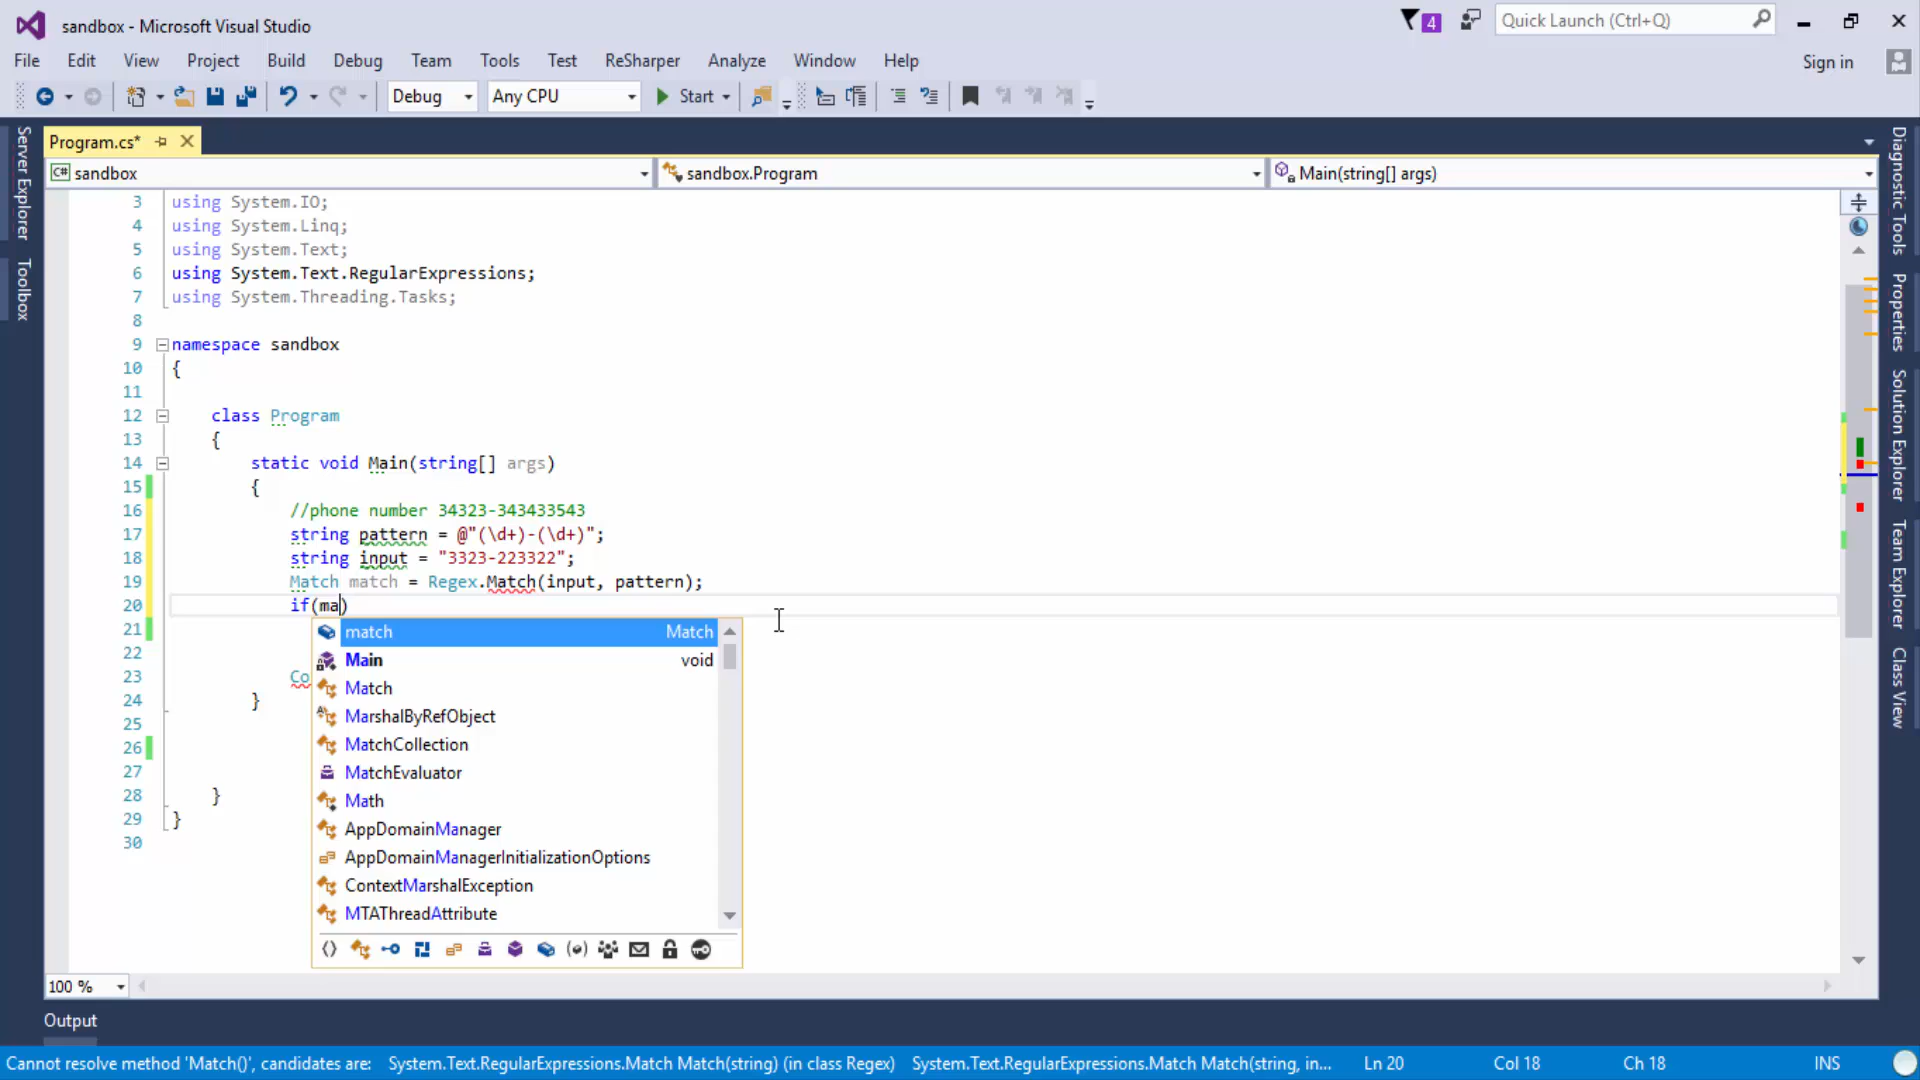 sandbox - Microsoft Visual Studio
4
Quick Launch (Ctrl+Q)
File Edit View Project Build Debug Team Tools Test ReSharper Analyze Window Help
Sign in
Debug Any CPU Start
Program.cs*
C# sandbox
sandbox.Program
Main(string[] args)
Server Explorer
Toolbox
3 using System.IO;
4 using System.Linq;
5 using System.Text;
6 using System.Text.RegularExpressions;
7 using System.Threading.Tasks;
8
9 namespace sandbox
10 {
11
12 class Program
13 {
14 static void Main(string[] args)
15 {
16 //phone number 34323-343433543
17 string pattern = @"(\d+)-(\d+)";
18 string input = "3323-223322";
19 Match match = Regex.Match(input, pattern);
20 if(ma)
21
22
23 Co
24 }
25
26
27
28 }
29 }
30
match Match
Main void
Match
MarshalByRefObject
MatchCollection
MatchEvaluator
Math
AppDomainManager
AppDomainManagerInitializationOptions
ContextMarshalException
MTAThreadAttribute
Diagnostic Tools
Properties
Solution Explorer
Team Explorer
Class View
100 %
Output
Cannot resolve method 'Match()', candidates are: System.Text.RegularExpressions.Match Match(string) (in class Regex) System.Text.RegularExpressions.Match Match(string, in... Ln 20 Col 18 Ch 18 INS